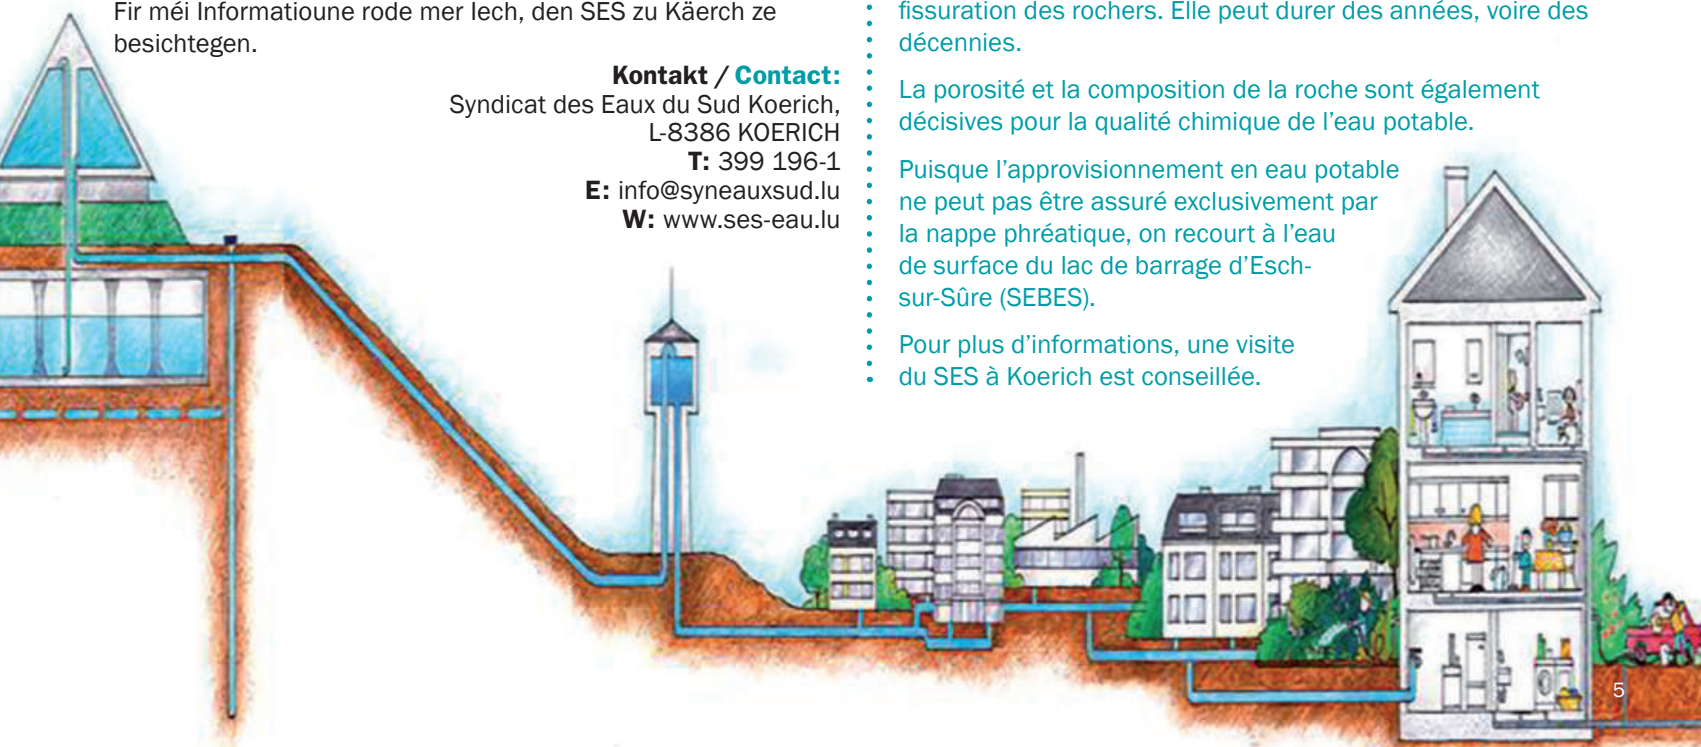 Fir méi Informatioune rode mer Iech, den SES zu Käerch ze
besichtegen.
Kontakt / Contact:
Syndicat des Eaux du Sud Koerich,
L-8386 KOERICH
T: 399 196-1
E: info@syneauxsud.lu
W: www.ses-eau.lu
fissuration des rochers. Elle peut durer des années, voire des
décennies.
La porosité et la composition de la roche sont également
décisives pour la qualité chimique de l’eau potable.
Puisque l’approvisionnement en eau potable
ne peut pas être assuré exclusivement par
la nappe phréatique, on recourt à l’eau
de surface du lac de barrage d’Esch-
sur-Sûre (SEBES).
Pour plus d’informations, une visite
du SES à Koerich est conseillée.
5